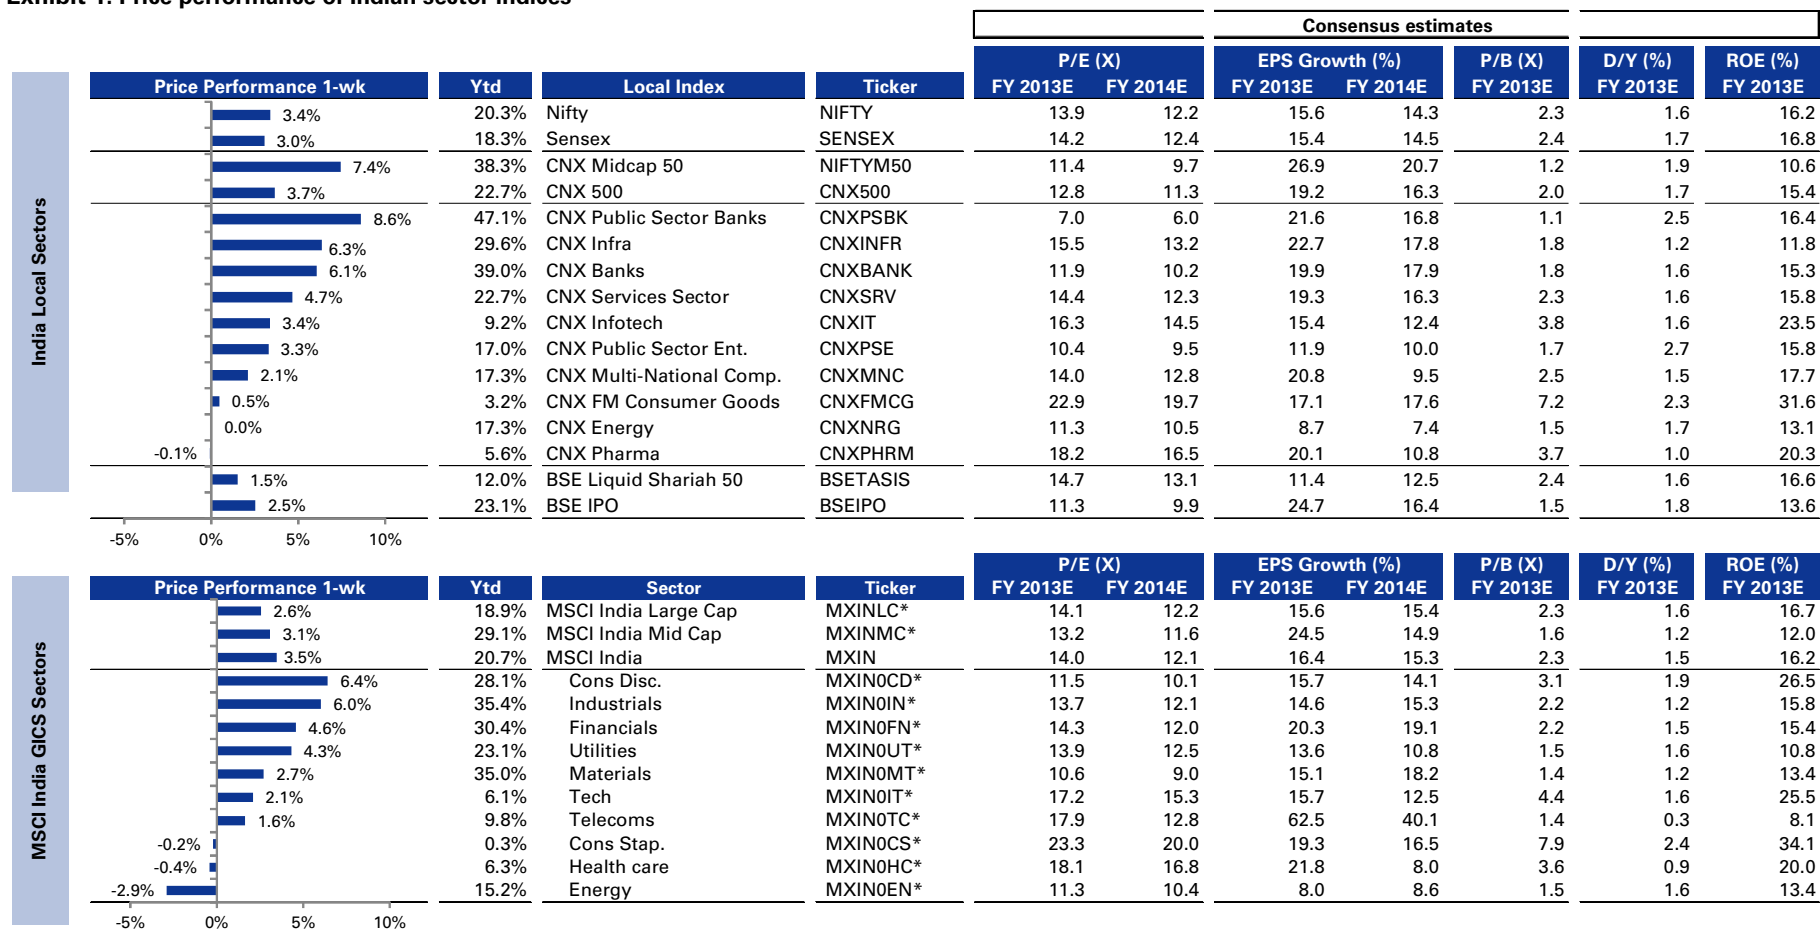 Exhibit 1: Price performance of Indian sector indices
Consensus estimates
P/E (X) EPS Growth (%) P/B (X) D/Y (%) ROE (%)
Price Performance 1-wk Ytd Local Index Ticker FY 2013E FY 2014E FY 2013E FY 2014E FY 2013E FY 2013E FY 2013E
India Local Sectors
3.4% 20.3% Nifty NIFTY 13.9 12.2 15.6 14.3 2.3 1.6 16.2
3.0% 18.3% Sensex SENSEX 14.2 12.4 15.4 14.5 2.4 1.7 16.8
7.4% 38.3% CNX Midcap 50 NIFTYM50 11.4 9.7 26.9 20.7 1.2 1.9 10.6
3.7% 22.7% CNX 500 CNX500 12.8 11.3 19.2 16.3 2.0 1.7 15.4
8.6% 47.1% CNX Public Sector Banks CNXPSBK 7.0 6.0 21.6 16.8 1.1 2.5 16.4
6.3% 29.6% CNX Infra CNXINFR 15.5 13.2 22.7 17.8 1.8 1.2 11.8
6.1% 39.0% CNX Banks CNXBANK 11.9 10.2 19.9 17.9 1.8 1.6 15.3
4.7% 22.7% CNX Services Sector CNXSRV 14.4 12.3 19.3 16.3 2.3 1.6 15.8
3.4% 9.2% CNX Infotech CNXIT 16.3 14.5 15.4 12.4 3.8 1.6 23.5
3.3% 17.0% CNX Public Sector Ent. CNXPSE 10.4 9.5 11.9 10.0 1.7 2.7 15.8
2.1% 17.3% CNX Multi-National Comp. CNXMNC 14.0 12.8 20.8 9.5 2.5 1.5 17.7
0.5% 3.2% CNX FM Consumer Goods CNXFMCG 22.9 19.7 17.1 17.6 7.2 2.3 31.6
0.0% 17.3% CNX Energy CNXNRG 11.3 10.5 8.7 7.4 1.5 1.7 13.1
-0.1% 5.6% CNX Pharma CNXPHRM 18.2 16.5 20.1 10.8 3.7 1.0 20.3
1.5% 12.0% BSE Liquid Shariah 50 BSETASIS 14.7 13.1 11.4 12.5 2.4 1.6 16.6
2.5% 23.1% BSE IPO BSEIPO 11.3 9.9 24.7 16.4 1.5 1.8 13.6
-5% 0% 5% 10%
P/E (X) EPS Growth (%) P/B (X) D/Y (%) ROE (%)
Price Performance 1-wk Ytd Sector Ticker FY 2013E FY 2014E FY 2013E FY 2014E FY 2013E FY 2013E FY 2013E
MSCI India GICS Sectors
2.6% 18.9% MSCI India Large Cap MXINLC* 14.1 12.2 15.6 15.4 2.3 1.6 16.7
3.1% 29.1% MSCI India Mid Cap MXINMC* 13.2 11.6 24.5 14.9 1.6 1.2 12.0
3.5% 20.7% MSCI India MXIN 14.0 12.1 16.4 15.3 2.3 1.5 16.2
6.4% 28.1% Cons Disc. MXIN0CD* 11.5 10.1 15.7 14.1 3.1 1.9 26.5
6.0% 35.4% Industrials MXIN0IN* 13.7 12.1 14.6 15.3 2.2 1.2 15.8
4.6% 30.4% Financials MXIN0FN* 14.3 12.0 20.3 19.1 2.2 1.5 15.4
4.3% 23.1% Utilities MXIN0UT* 13.9 12.5 13.6 10.8 1.5 1.6 10.8
2.7% 35.0% Materials MXIN0MT* 10.6 9.0 15.1 18.2 1.4 1.2 13.4
2.1% 6.1% Tech MXIN0IT* 17.2 15.3 15.7 12.5 4.4 1.6 25.5
1.6% 9.8% Telecoms MXIN0TC* 17.9 12.8 62.5 40.1 1.4 0.3 8.1
-0.2% 0.3% Cons Stap. MXIN0CS* 23.3 20.0 19.3 16.5 7.9 2.4 34.1
-0.4% 6.3% Health care MXIN0HC* 18.1 16.8 21.8 8.0 3.6 0.9 20.0
-2.9% 15.2% Energy MXIN0EN* 11.3 10.4 8.0 8.6 1.5 1.6 13.4
-5% 0% 5% 10%